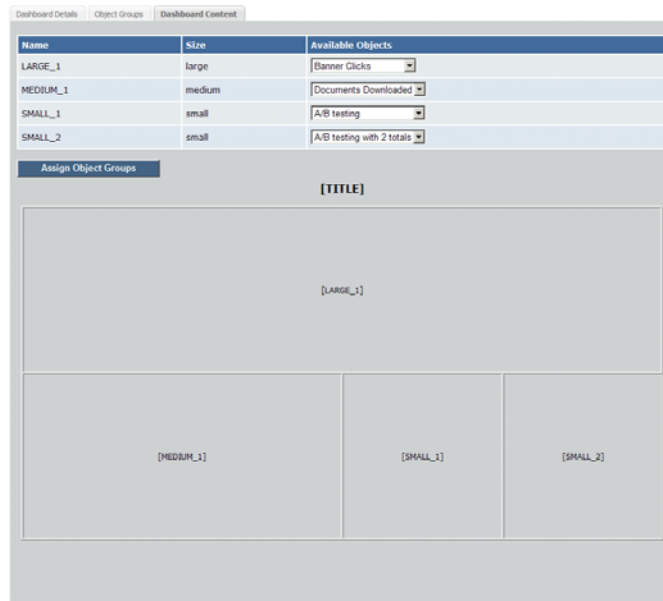 Dashboard Details Object Groups Dashboard Content
Name Size Available Objects
LARGE_1 large Banner Clicks
MEDIUM_1 medium Documents Downloaded
SMALL_1 small A/B testing
SMALL_2 small A/B testing with 2 totals
Assign Object Groups
[TITLE]
[LARGE_1]
[MEDIUM_1] [SMALL_1] [SMALL_2]